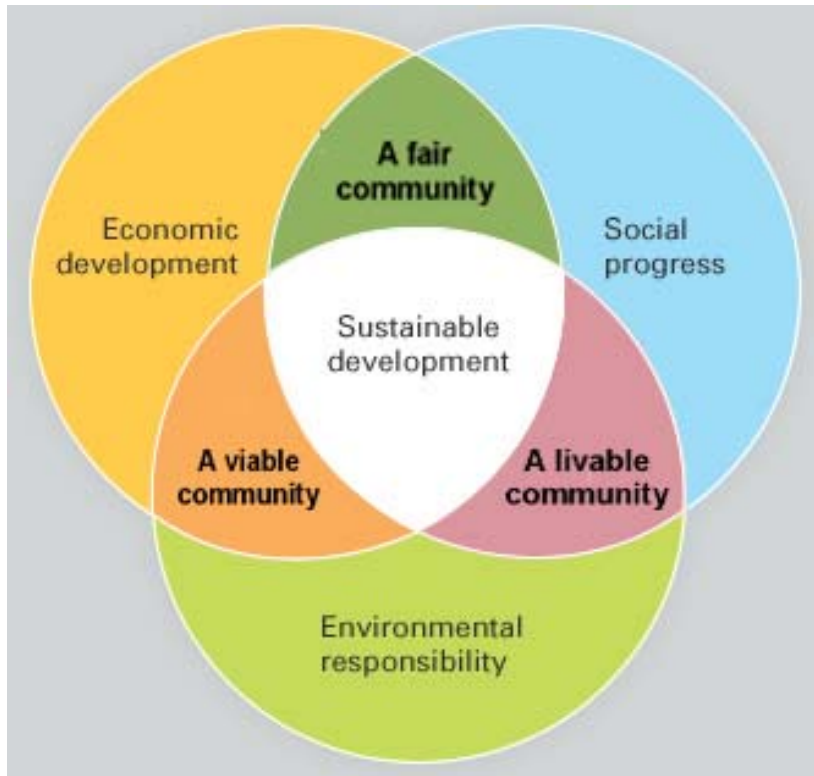 A fair
community
Economic
development
Social
progress
Sustainable
development
A viable
community
A livable
community
Environmental
responsibility